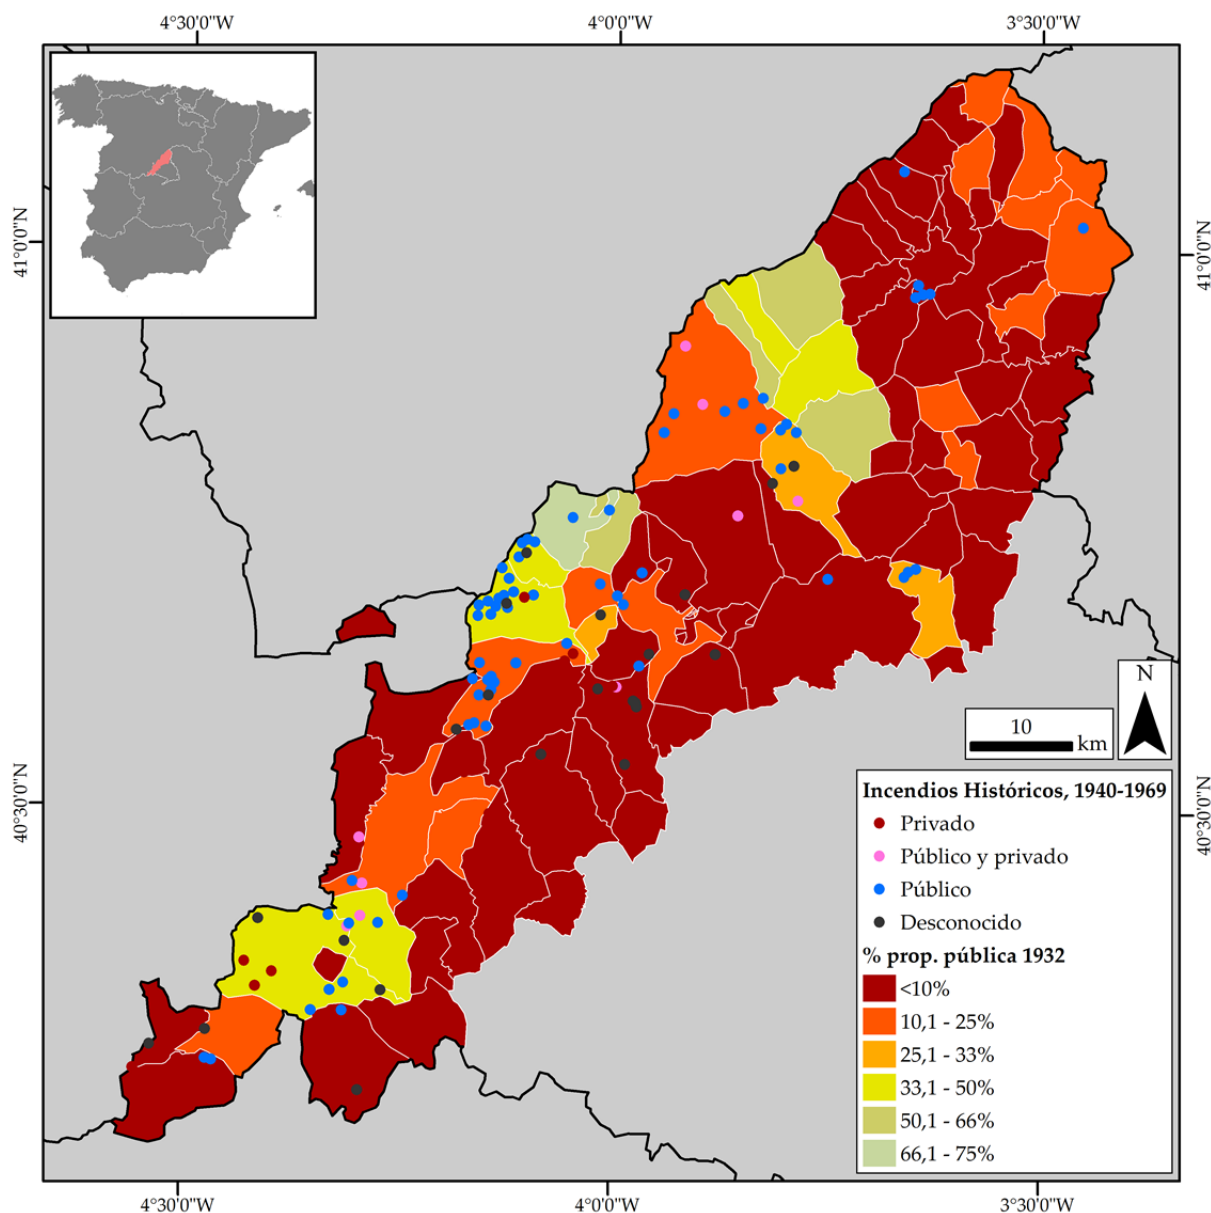 4°30'0"W 4°0'0"W 3°30'0"W
41°0'0"N
41°0'0"N
40°30'0"N
40°30'0"N
N
10
km
Incendios Históricos, 1940-1969
Privado
Público y privado
Público
Desconocido
% prop. pública 1932
<10%
10,1 - 25%
25,1 - 33%
33,1 - 50%
50,1 - 66%
66,1 - 75%
4°30'0"W 4°0'0"W 3°30'0"W